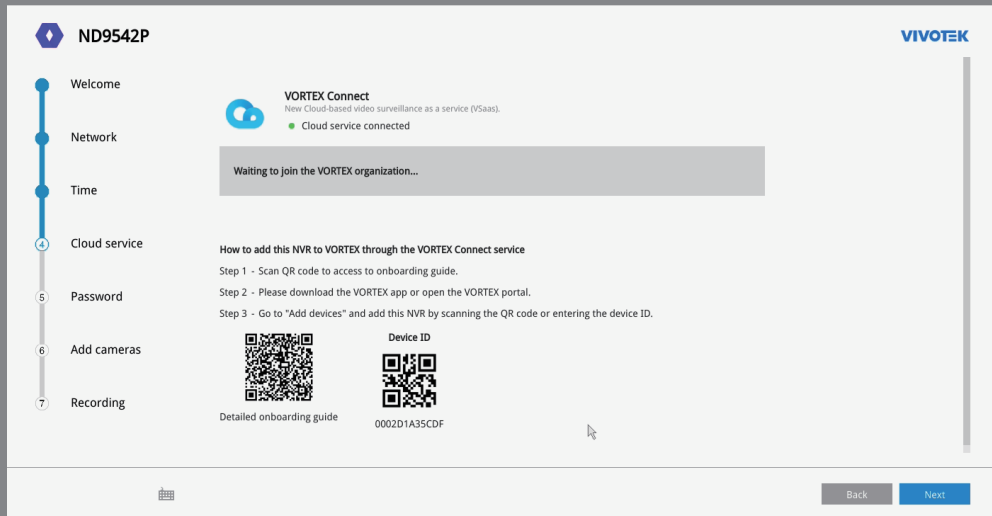 ND9542P
VIVOTEK
Welcome
Network
Time
4 Cloud service
5 Password
6 Add cameras
7 Recording
VORTEX Connect
New Cloud-based video surveillance as a service (VSaas).
Cloud service connected
Waiting to join the VORTEX organization...
How to add this NVR to VORTEX through the VORTEX Connect service
Step 1 - Scan QR code to access to onboarding guide.
Step 2 - Please download the VORTEX app or open the VORTEX portal.
Step 3 - Go to "Add devices" and add this NVR by scanning the QR code or entering the device ID.
Detailed onboarding guide
Device ID
0002D1A35CDF
Back
Next